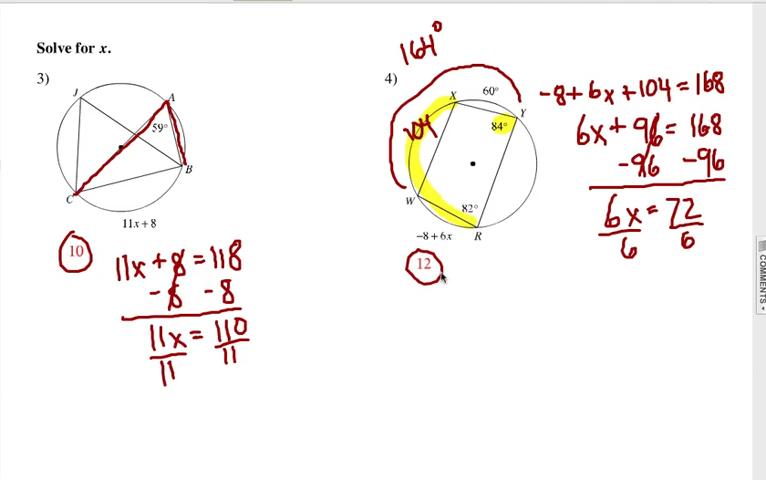 Solve for x.
3)
J
A
59°
B
C
11x + 8
10
11x + 8 = 118
- 8 - 8
11x = 110
11 11
4)
164°
X
60°
Y
84°
104
W
82°
R
−8 + 6x
12
-8 + 6x + 104 = 168
6x + 96 = 168
- 96 - 96
6x = 72
6 6
COMMENTS